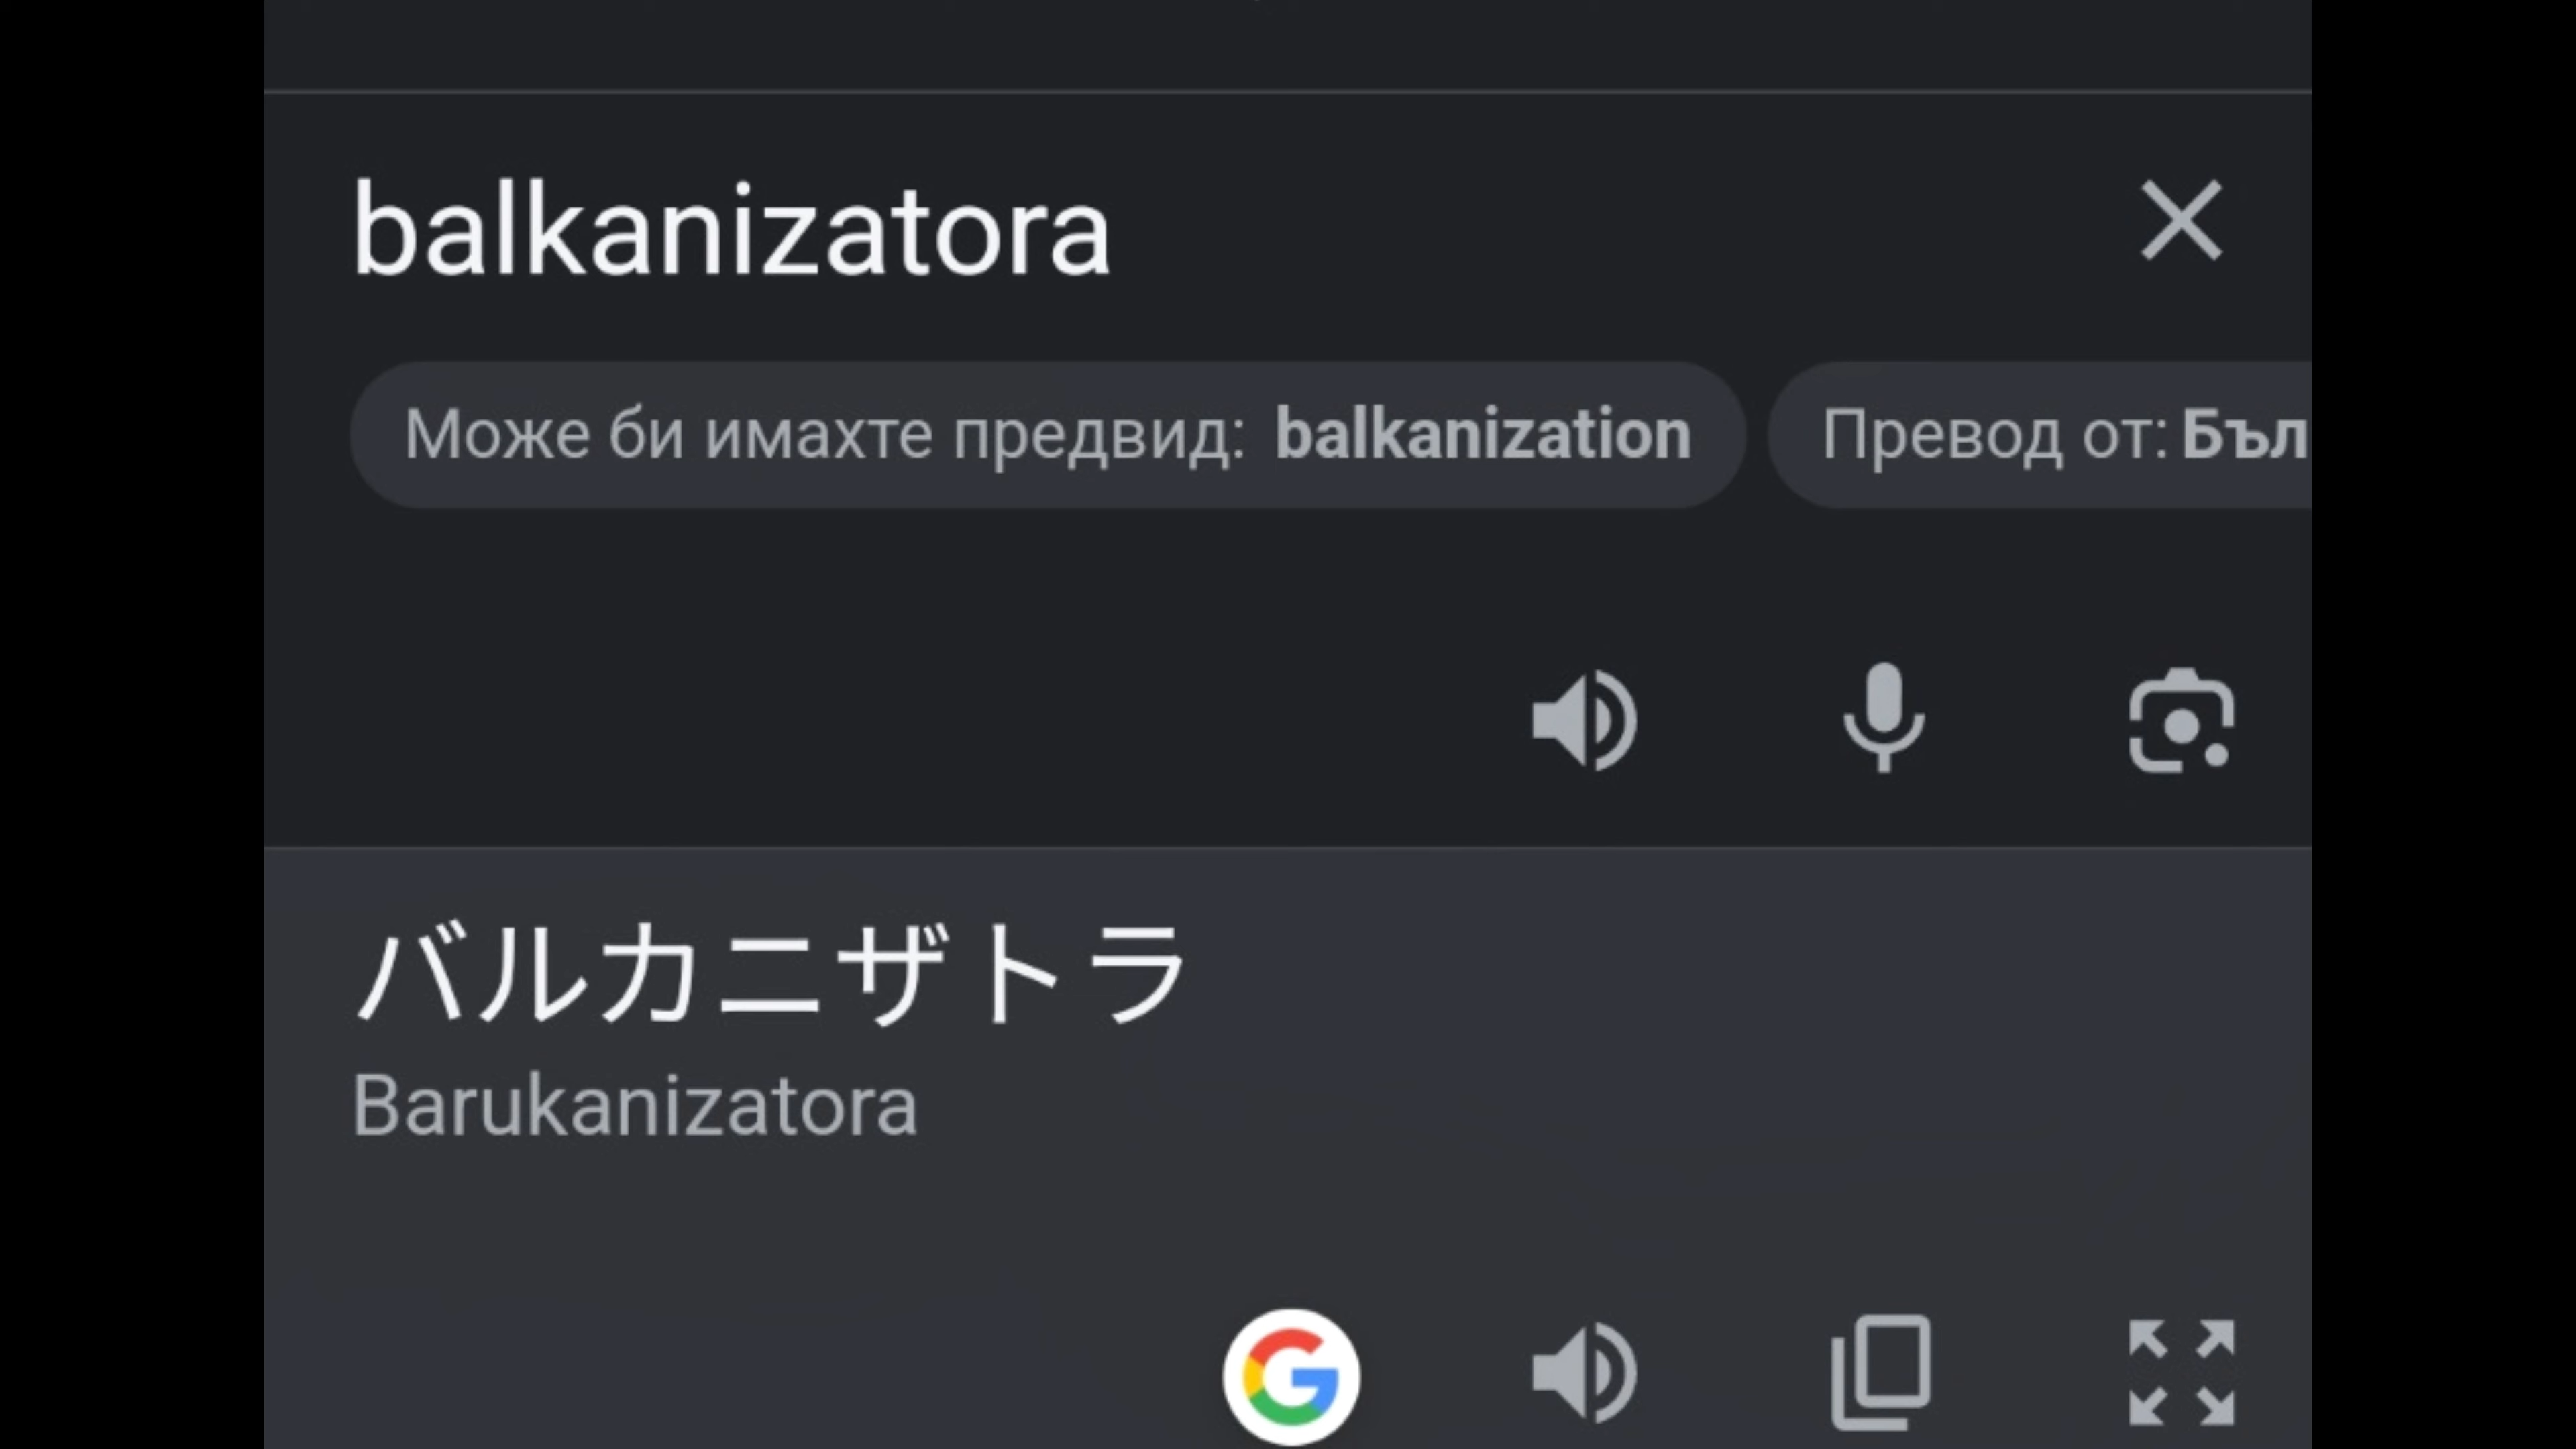 balkanizatora
Може би имахте предвид: balkanization
Превод от: Бъл
バルカニザトラ
Barukanizatora